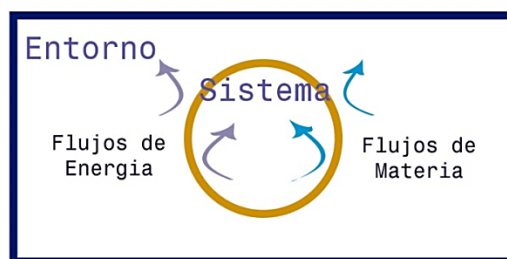 Entorno
Sistema
Flujos de
Energia
Flujos de
Materia